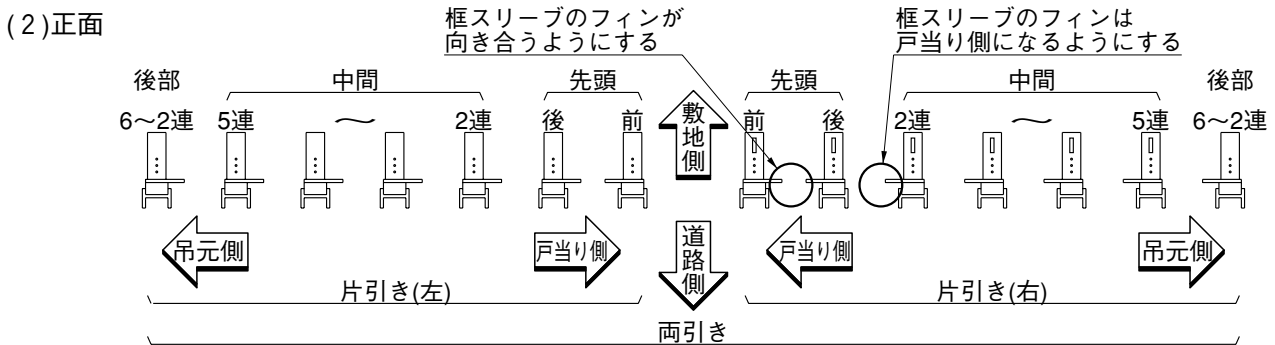 (2)正面
框スリーブのフィンが
向き合うようにする
框スリーブのフィンは
戸当り側になるようにする
後部
中間
先頭
先頭
中間
後部
6〜2連
5連
〜
2連
後
前
敷地側
前
後
2連
〜
5連
6〜2連
吊元側
戸当り側
道路側
戸当り側
吊元側
片引き(左)
片引き(右)
両引き